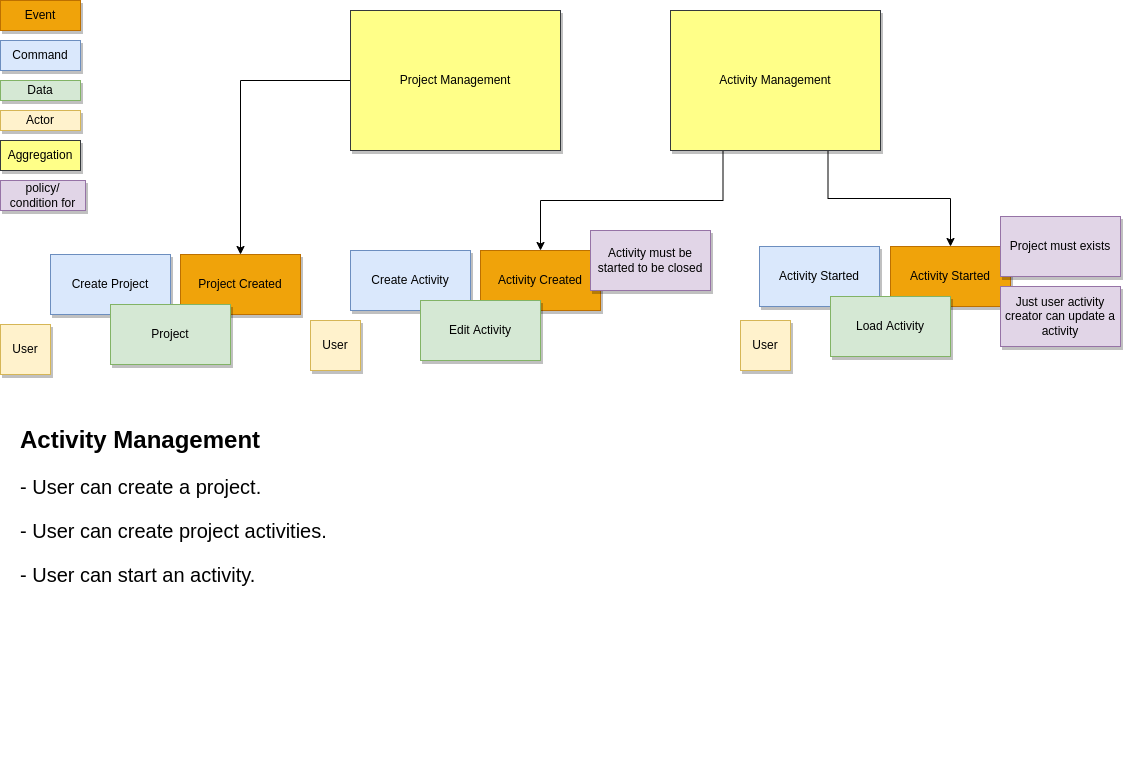 Event
Command
Data
Actor
Aggregation
policy/
condition for
Project Management
Activity Management
Create Project
Project Created
Project
User
Create Activity
Activity Created
Activity must be
started to be closed
Edit Activity
User
Activity Started
Activity Started
Project must exists
Just user activity
creator can update a
activity
Load Activity
User
Activity Management
- User can create a project.
- User can create project activities.
- User can start an activity.